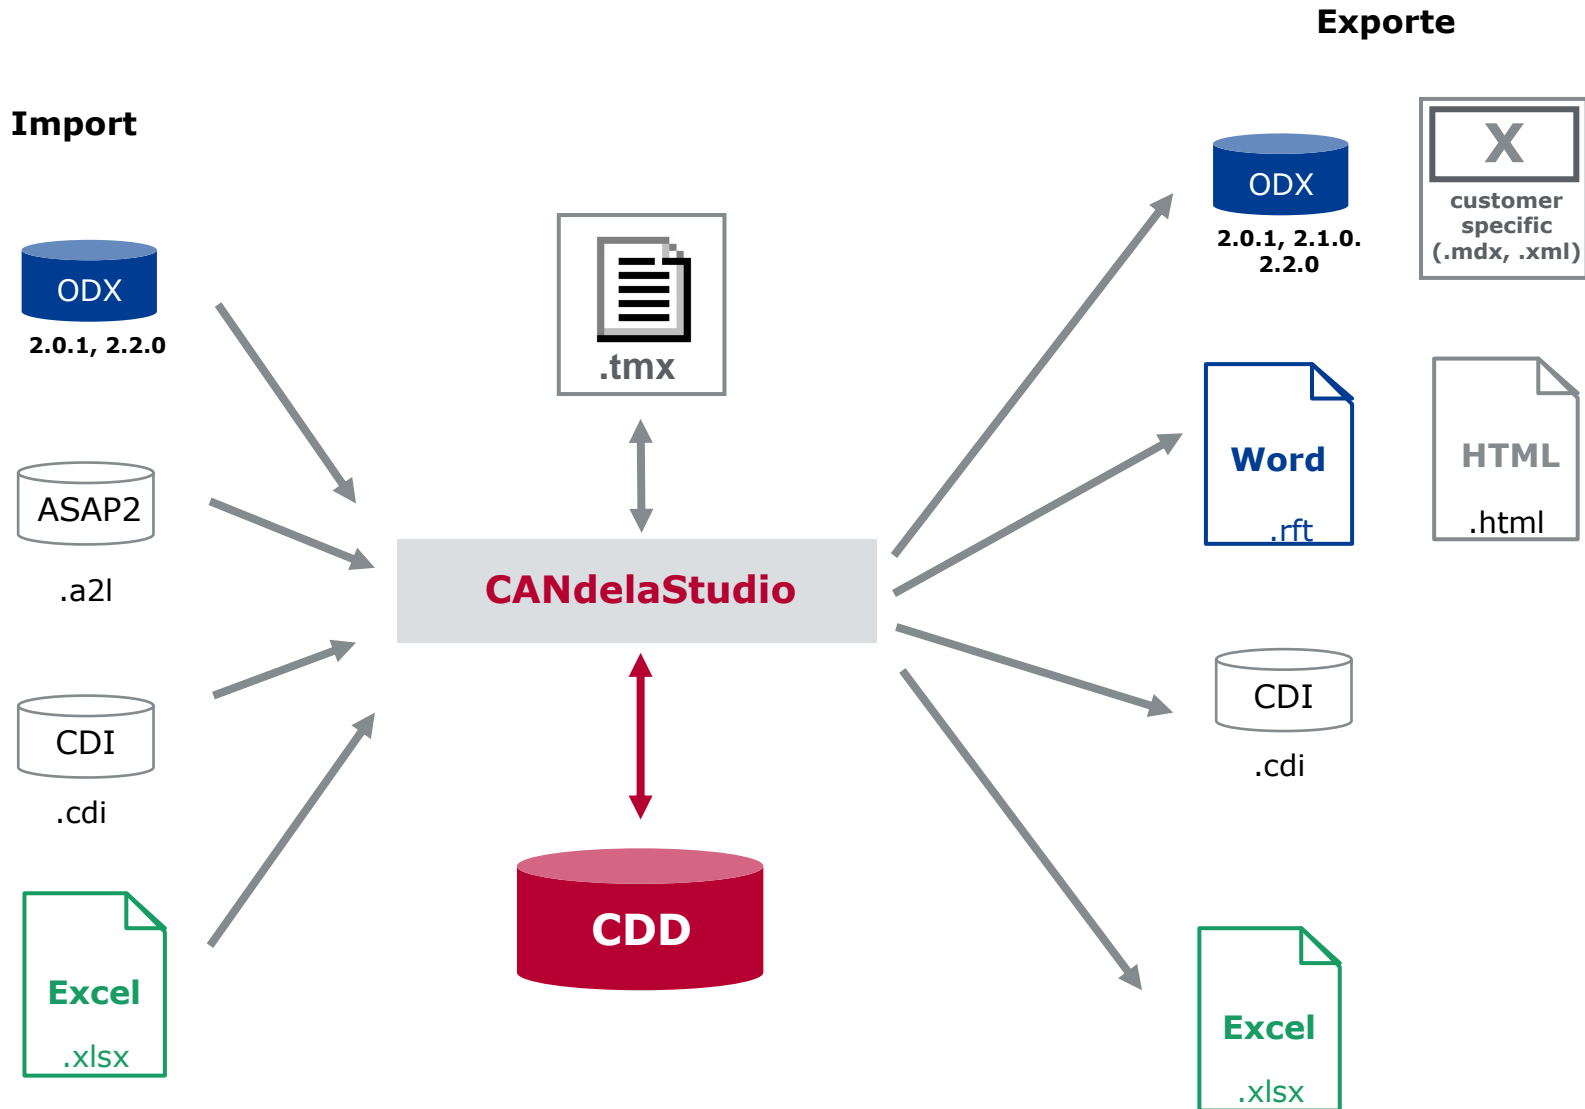 Exporte
Import
ODX
2.0.1, 2.2.0
ASAP2
.a2l
CDI
.cdi
Excel
.xlsx
.tmx
CANdelaStudio
CDD
ODX
2.0.1, 2.1.0.
2.2.0
X
customer
specific
(.mdx, .xml)
Word
.rft
HTML
.html
CDI
.cdi
Excel
.xlsx